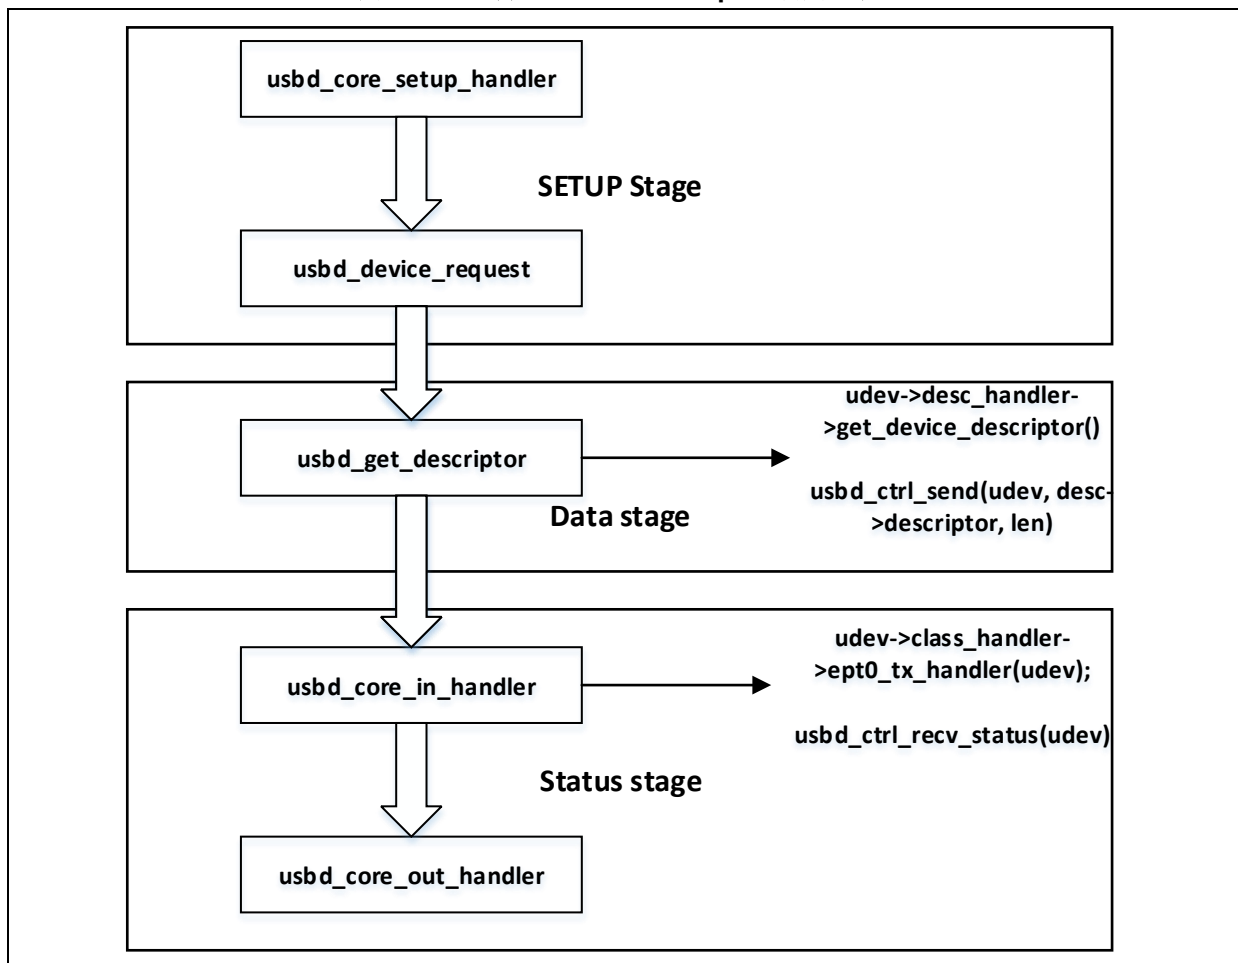 usbd_core_setup_handler
SETUP Stage
usbd_device_request
udev->desc_handler-
>get_device_descriptor()
usbd_get_descriptor
usbd_ctrl_send(udev, desc-
>descriptor, len)
Data stage
udev->class_handler-
>ept0_tx_handler(udev);
usbd_core_in_handler
usbd_ctrl_recv_status(udev)
Status stage
usbd_core_out_handler